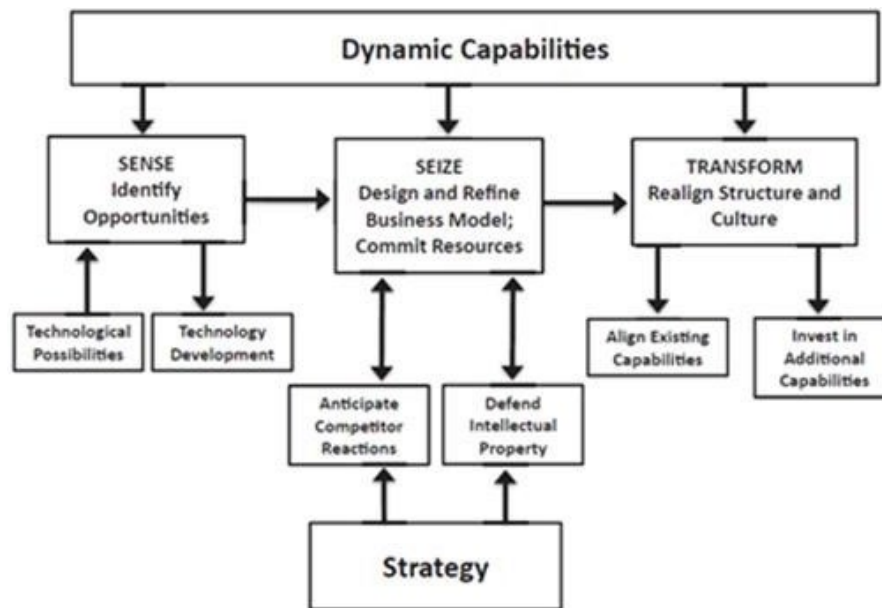 Dynamic Capabilities
SENSE
Identify
Opportunities
SEIZE
Design and Refine
Business Model;
Commit Resources
TRANSFORM
Realign Structure and
Culture
Technological
Possibilities
Technology
Development
Anticipate
Competitor
Reactions
Defend
Intellectual
Property
Align Existing
Capabilities
Invest in
Additional
Capabilities
Strategy